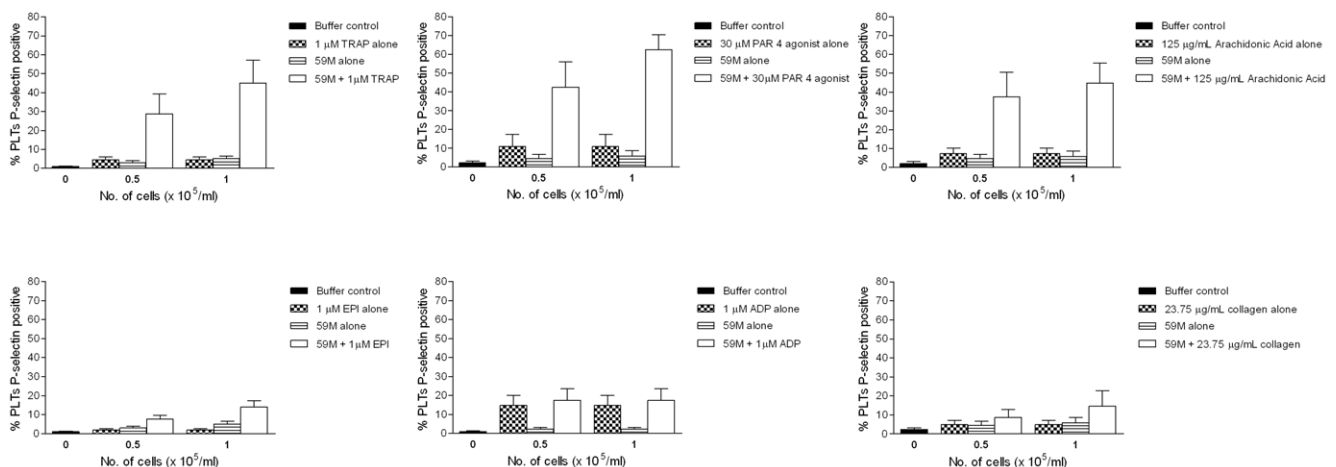 80
70
60
50
40
30
20
10
0
% PLTs P-selectin positive
0 0.5 1
No. of cells (x 10⁵/ml)
Buffer control
1 μM TRAP alone
59M alone
59M + 1μM TRAP
80
70
60
50
40
30
20
10
0
% PLTs P-selectin positive
0 0.5 1
No. of cells (x 10⁵/ml)
Buffer control
30 μM PAR 4 agonist alone
59M alone
59M + 30μM PAR 4 agonist
80
70
60
50
40
30
20
10
0
% PLTs P-selectin positive
0 0.5 1
No. of cells (x 10⁵/ml)
Buffer control
125 μg/mL Arachidonic Acid alone
59M alone
59M + 125 μg/mL Arachidonic Acid
80
70
60
50
40
30
20
10
0
% PLTs P-selectin positive
0 0.5 1
No. of cells (x 10⁵/ml)
Buffer control
1 μM EPI alone
59M alone
59M + 1μM EPI
80
70
60
50
40
30
20
10
0
% PLTs P-selectin positive
0 0.5 1
No. of cells (x 10⁵/ml)
Buffer control
1 μM ADP alone
59M alone
59M + 1μM ADP
80
70
60
50
40
30
20
10
0
% PLTs P-selectin positive
0 0.5 1
No. of cells (x 10⁵/ml)
Buffer control
23.75 μg/mL collagen alone
59M alone
59M + 23.75 μg/mL collagen